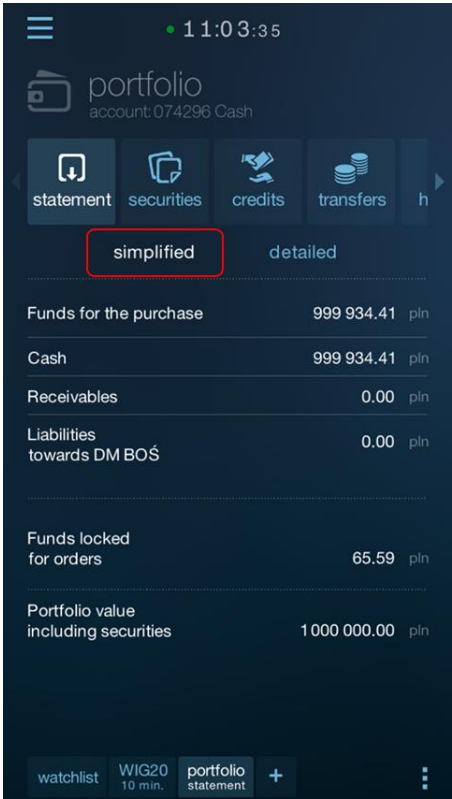 11:03:35
portfolio
account: 074296 Cash
statement securities credits transfers h
simplified detailed
Funds for the purchase 999 934.41 pln
Cash 999 934.41 pln
Receivables 0.00 pln
Liabilities
towards DM BOŚ 0.00 pln
Funds locked
for orders 65.59 pln
Portfolio value
including securities 1 000 000.00 pln
watchlist WIG20 portfolio +
10 min. statement